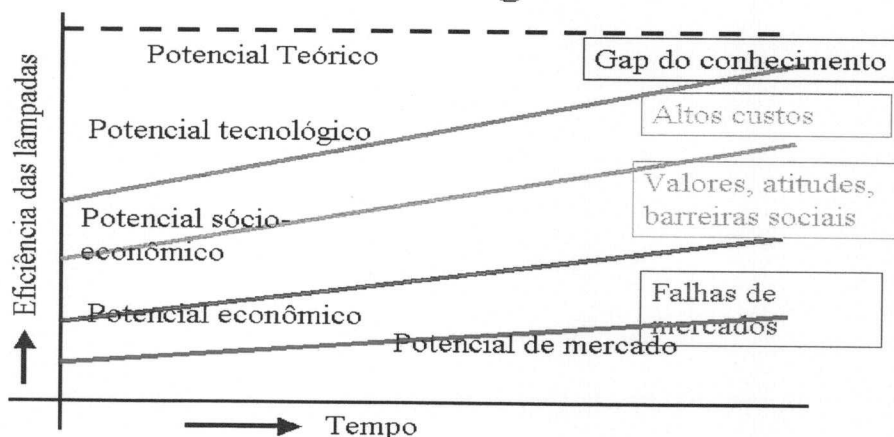 Potencial Teórico
Gap do conhecimento
Altos custos
Potencial tecnológico
Valores, atitudes,
barreiras sociais
Potencial sócio-
econômico
Falhas de
mercados
Potencial econômico
Potencial de mercado
Eficiência das lâmpadas
Tempo